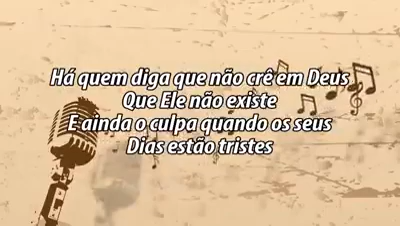 Há quem diga que não crê em Deus
Que Ele não existe
E ainda o culpa quando os seus
Dias estão tristes